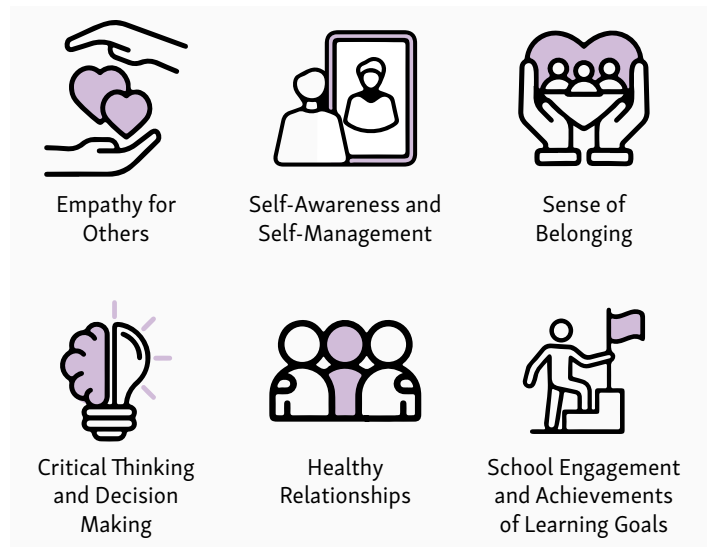 Empathy for
Others
Self-Awareness and
Self-Management
Sense of
Belonging
Critical Thinking
and Decision
Making
Healthy
Relationships
School Engagement
and Achievements
of Learning Goals